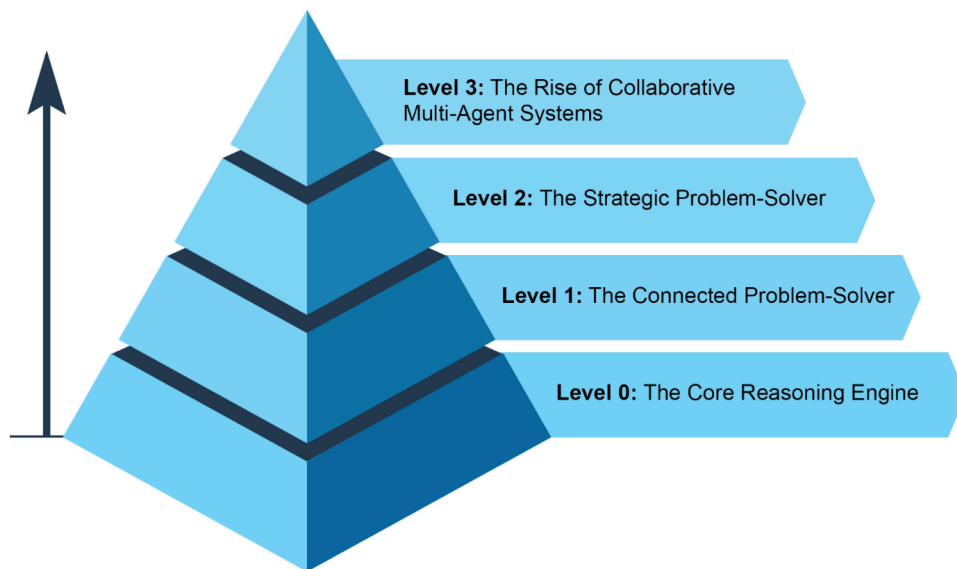 Level 3: The Rise of Collaborative
Multi-Agent Systems
Level 2: The Strategic Problem-Solver
Level 1: The Connected Problem-Solver
Level 0: The Core Reasoning Engine